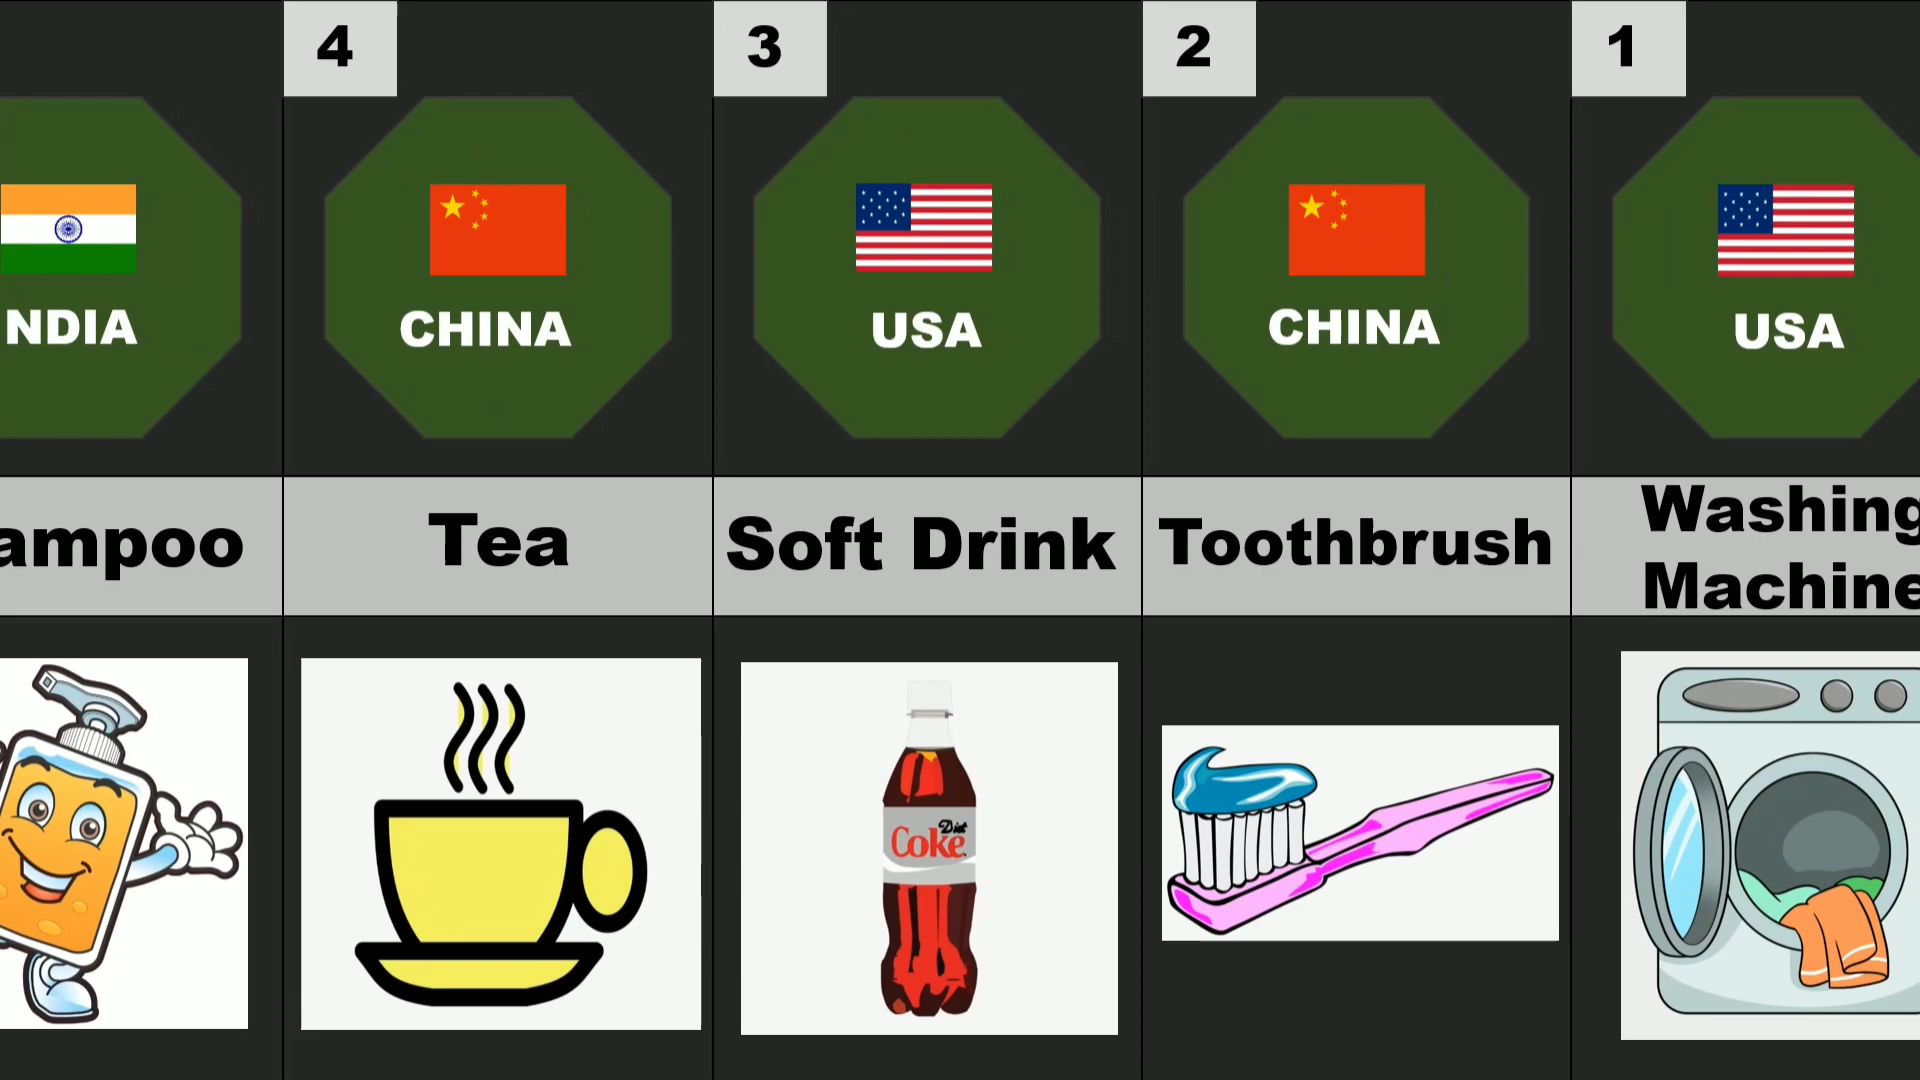 4
3
2
1
NDIA
CHINA
USA
CHINA
USA
ampoo
Tea
Soft Drink
Toothbrush
Washing
Machine
Diet
Coke